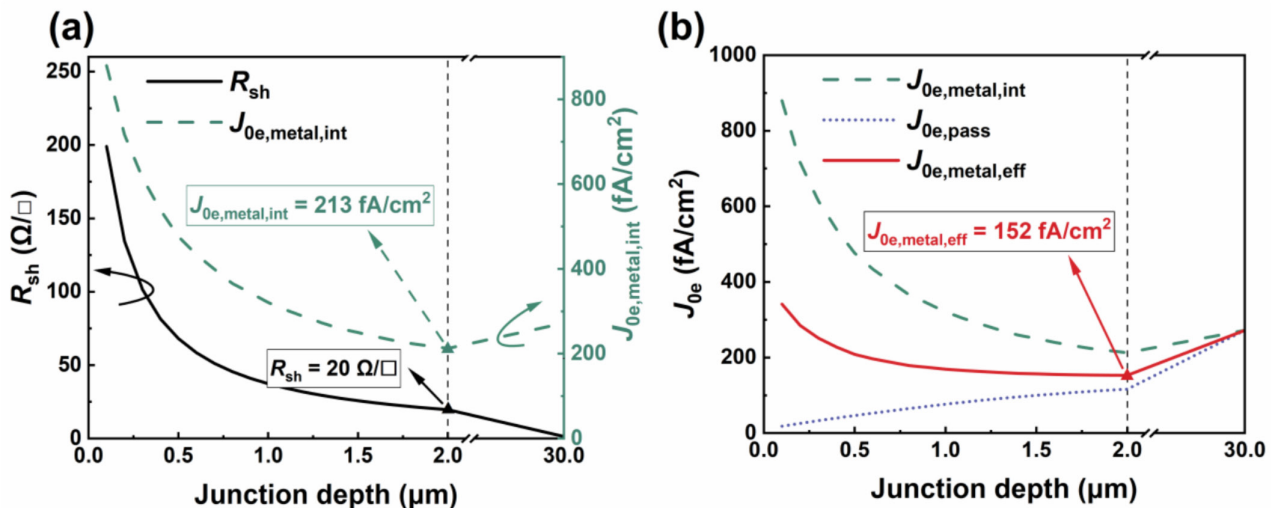 (a)
R_sh
J_0e,metal,int
J_0e,metal,int = 213 fA/cm²
R_sh = 20 Ω/□
R_sh (Ω/□)
250
200
150
100
50
0
J_0e,metal,int (fA/cm²)
800
600
400
200
0
0.0 0.5 1.0 1.5 2.0 30.0
Junction depth (µm)
(b)
J_0e,metal,int
J_0e,pass
J_0e,metal,eff
J_0e,metal,eff = 152 fA/cm²
J_0e (fA/cm²)
1000
800
600
400
200
0
0.0 0.5 1.0 1.5 2.0 30.0
Junction depth (µm)